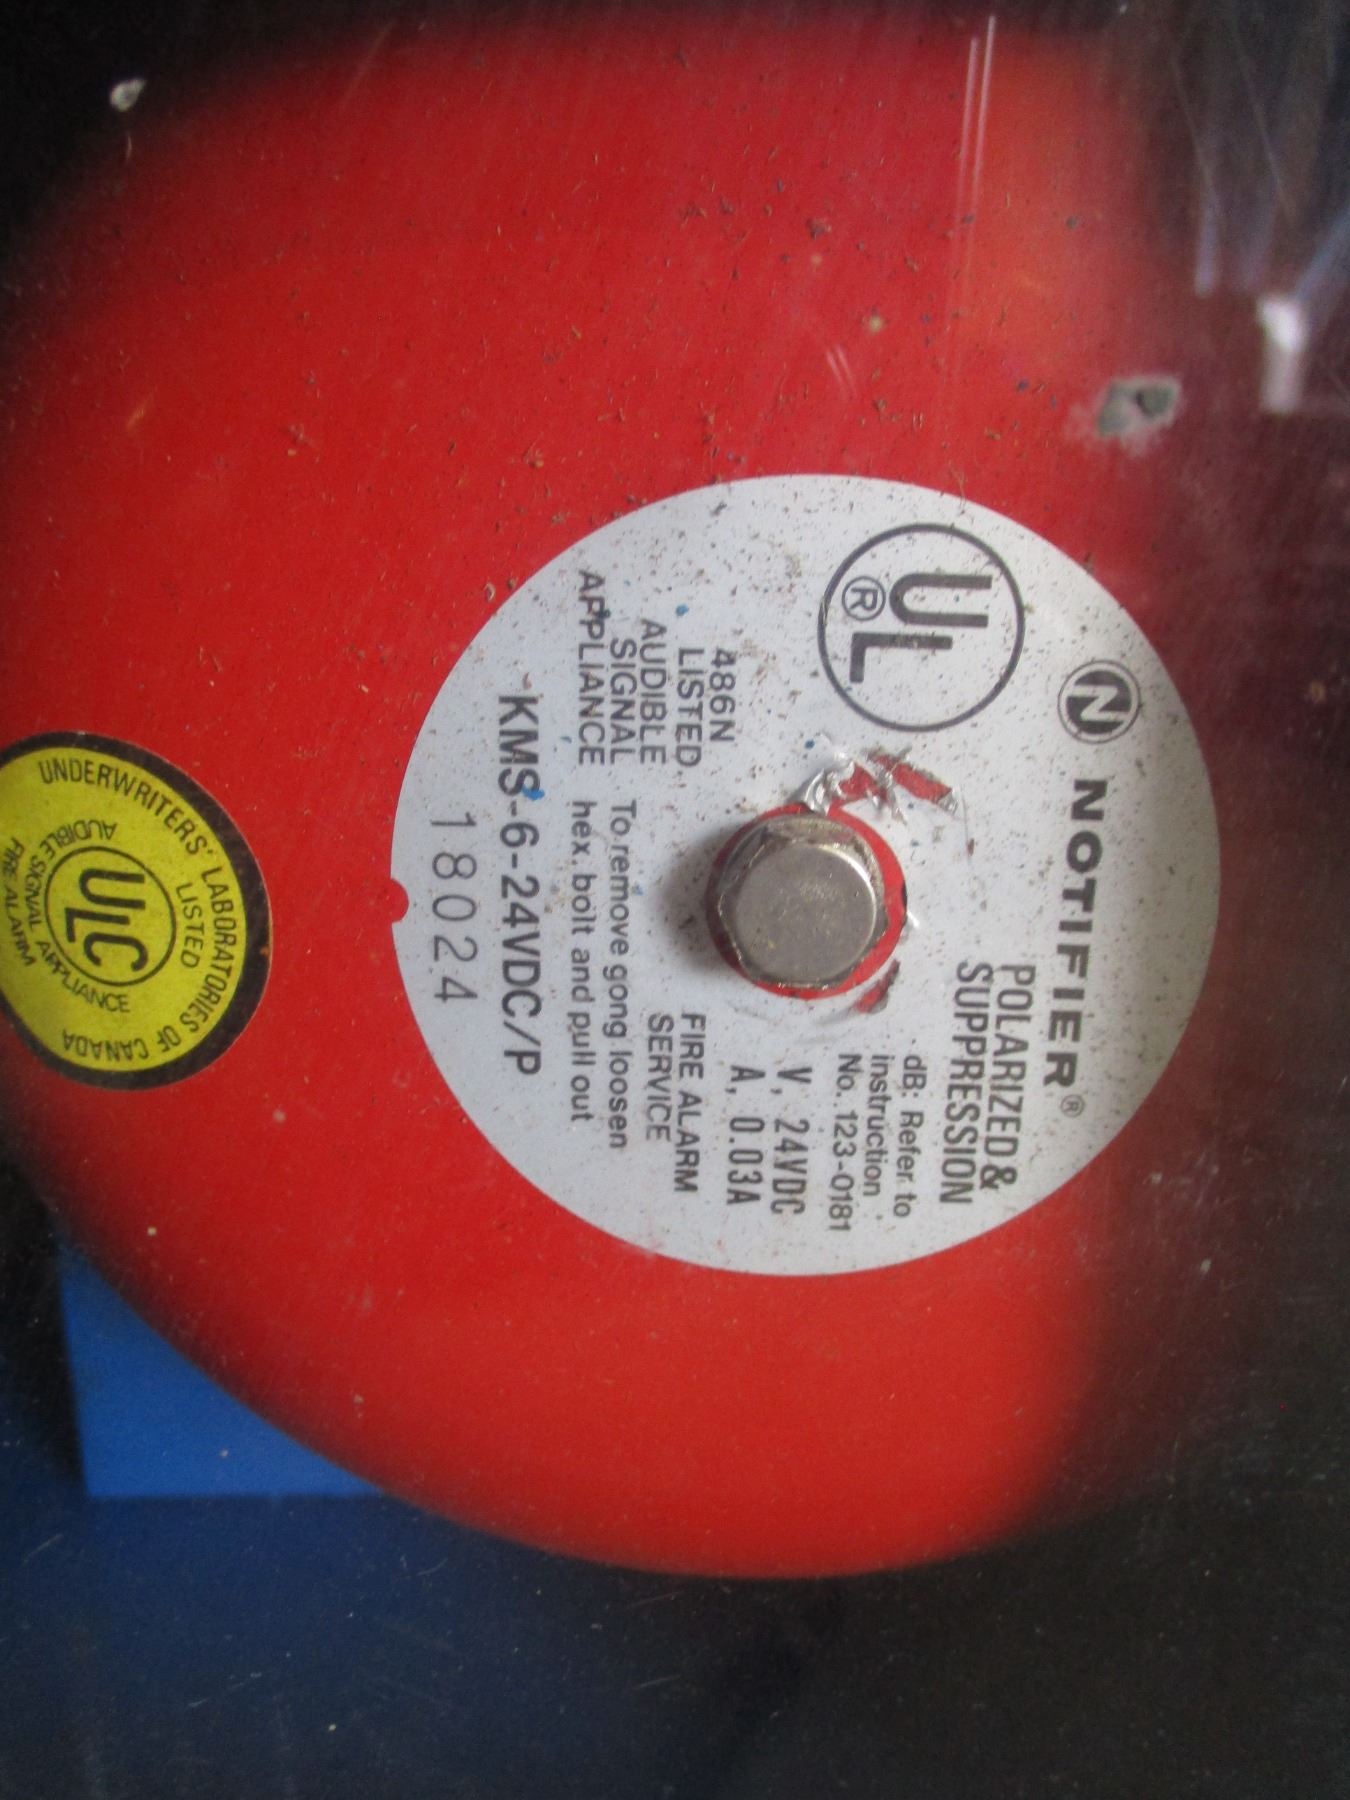 N NOTIFIER®
POLARIZED &
SUPPRESSION
UL®
486N
LISTED
AUDIBLE
SIGNAL
APPLIANCE
dB: Refer to
instruction
No. 123-0181
V, 24VDC
A, 0.03A
FIRE ALARM
SERVICE
To remove gong loosen
hex. bolt and pull out
KMS-6-24VDC/P
18024
UNDERWRITERS' LABORATORIES OF CANADA
LISTED
ULC
AUDIBLE SIGNAL APPLIANCE
FIRE ALARM